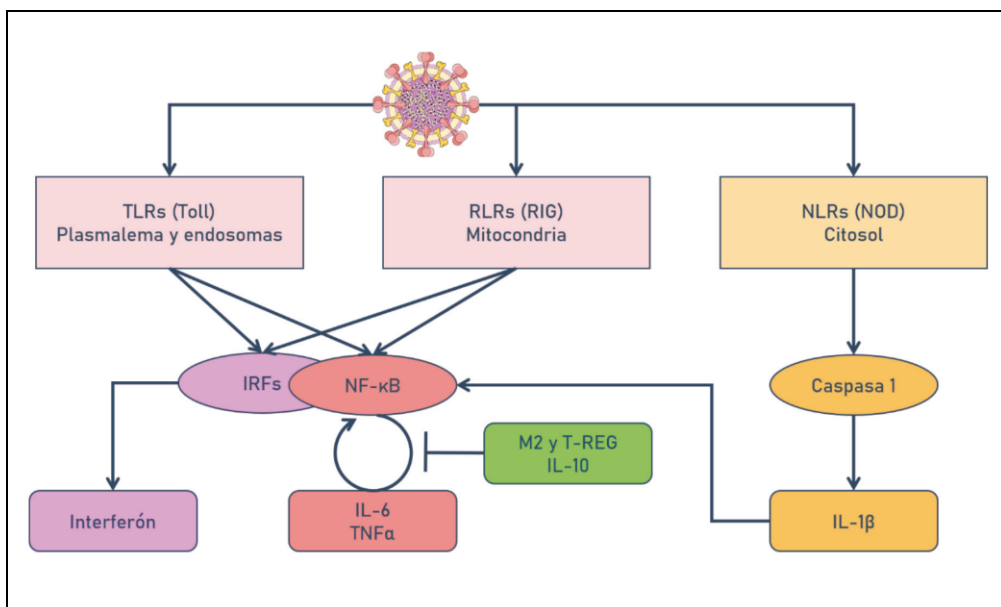 TLRs (Toll)
Plasmalema y endosomas
RLRs (RIG)
Mitocondria
NLRs (NOD)
Citosol
IRFs
NF-κB
Caspasa 1
M2 y T-REG
IL-10
Interferón
IL-6
TNFα
IL-1β